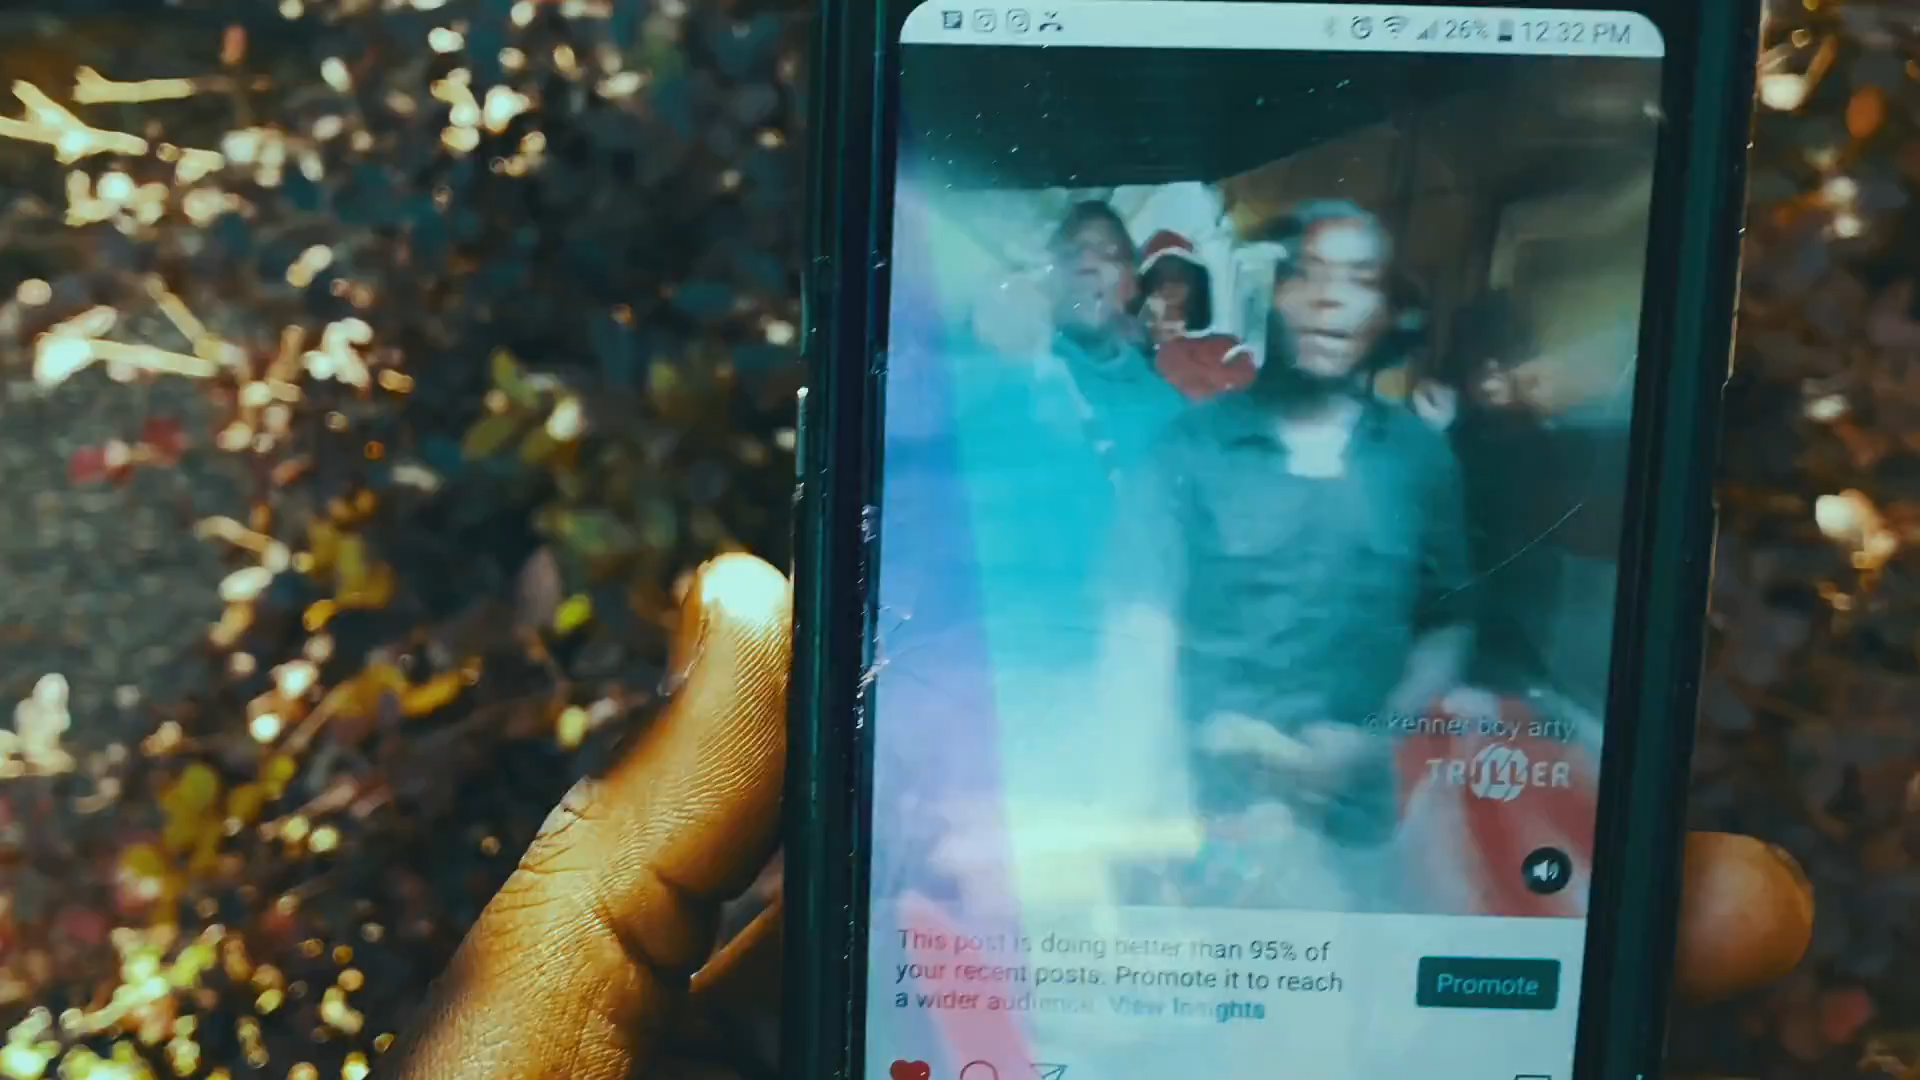 26% 12:32 PM
@kenner boy arty
TRILLER
This post is doing better than 95% of
your recent posts. Promote it to reach
a wider audience. View Insights
Promote